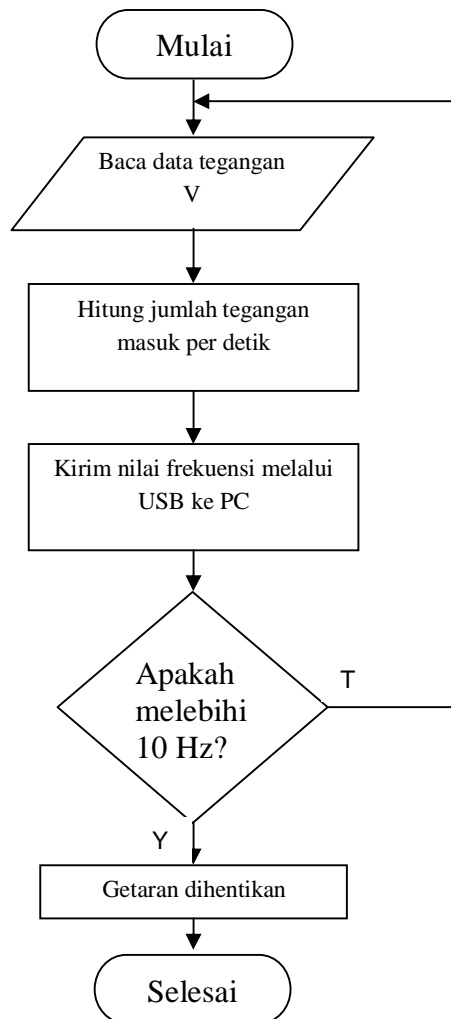 Mulai
Baca data tegangan
V
Hitung jumlah tegangan
masuk per detik
Kirim nilai frekuensi melalui
USB ke PC
Apakah
melebihi
10 Hz?
T
Y
Getaran dihentikan
Selesai